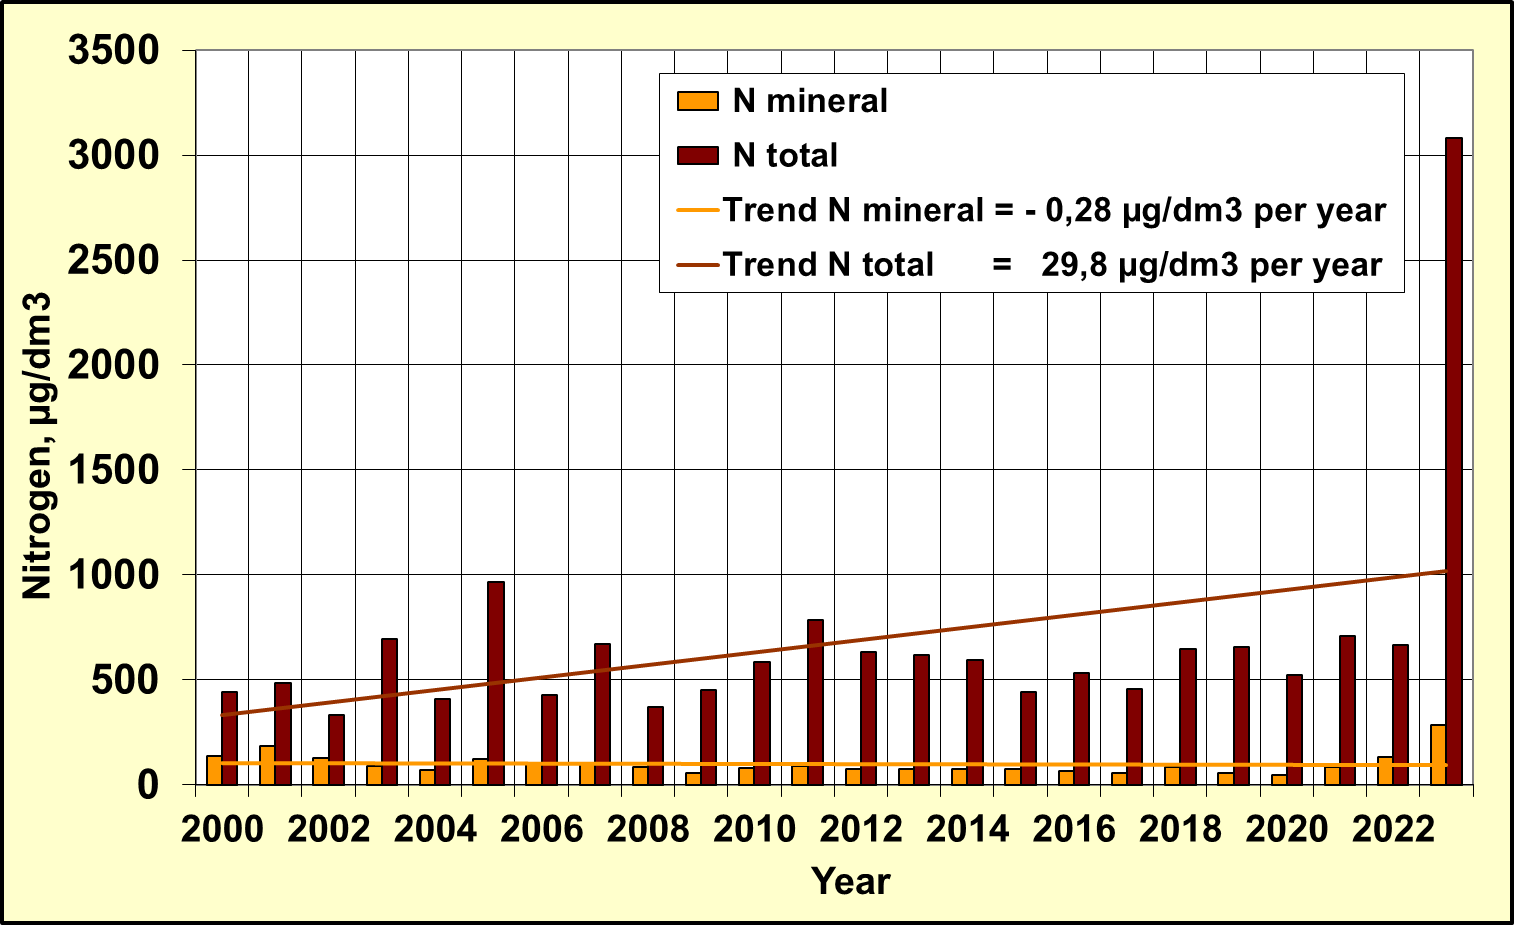 3500
3000
2500
2000
1500
1000
500
0
Nitrogen, µg/dm3
N mineral
N total
Trend N mineral = - 0,28 µg/dm3 per year
Trend N total = 29,8 µg/dm3 per year
2000 2002 2004 2006 2008 2010 2012 2014 2016 2018 2020 2022
Year